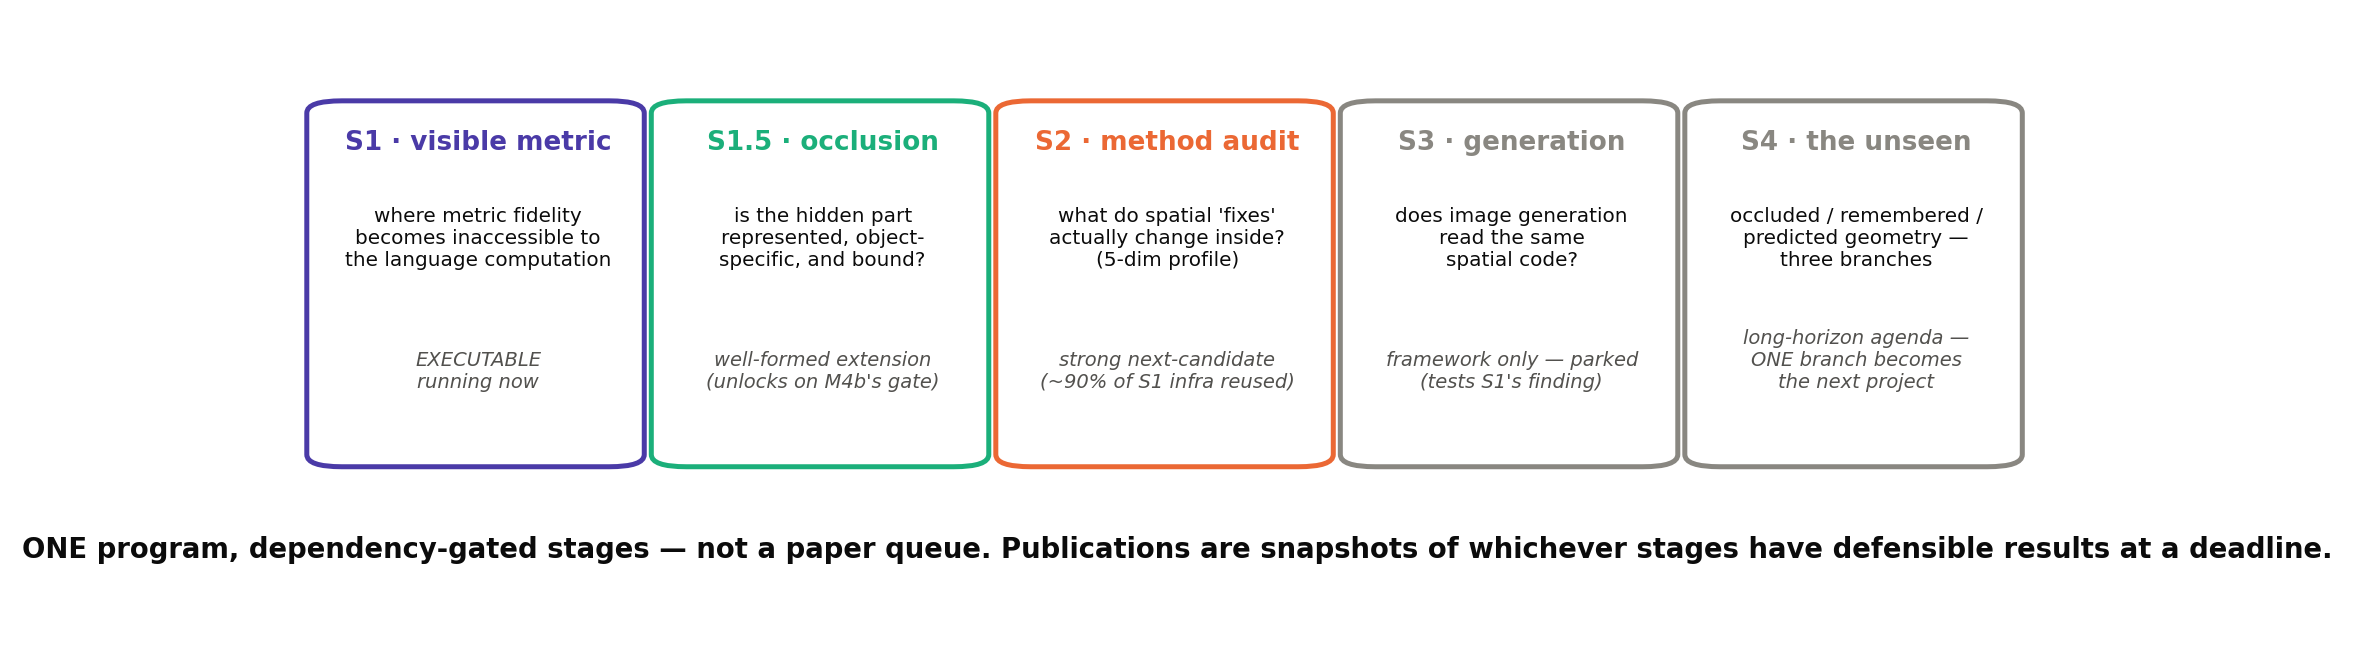 S1 · visible metric
where metric fidelity
becomes inaccessible to
the language computation
EXECUTABLE
running now
S1.5 · occlusion
is the hidden part
represented, object-
specific, and bound?
well-formed extension
(unlocks on M4b's gate)
S2 · method audit
what do spatial 'fixes'
actually change inside?
(5-dim profile)
strong next-candidate
(~90% of S1 infra reused)
S3 · generation
does image generation
read the same
spatial code?
framework only — parked
(tests S1's finding)
S4 · the unseen
occluded / remembered /
predicted geometry —
three branches
long-horizon agenda —
ONE branch becomes
the next project
ONE program, dependency-gated stages — not a paper queue. Publications are snapshots of whichever stages have defensible results at a deadline.